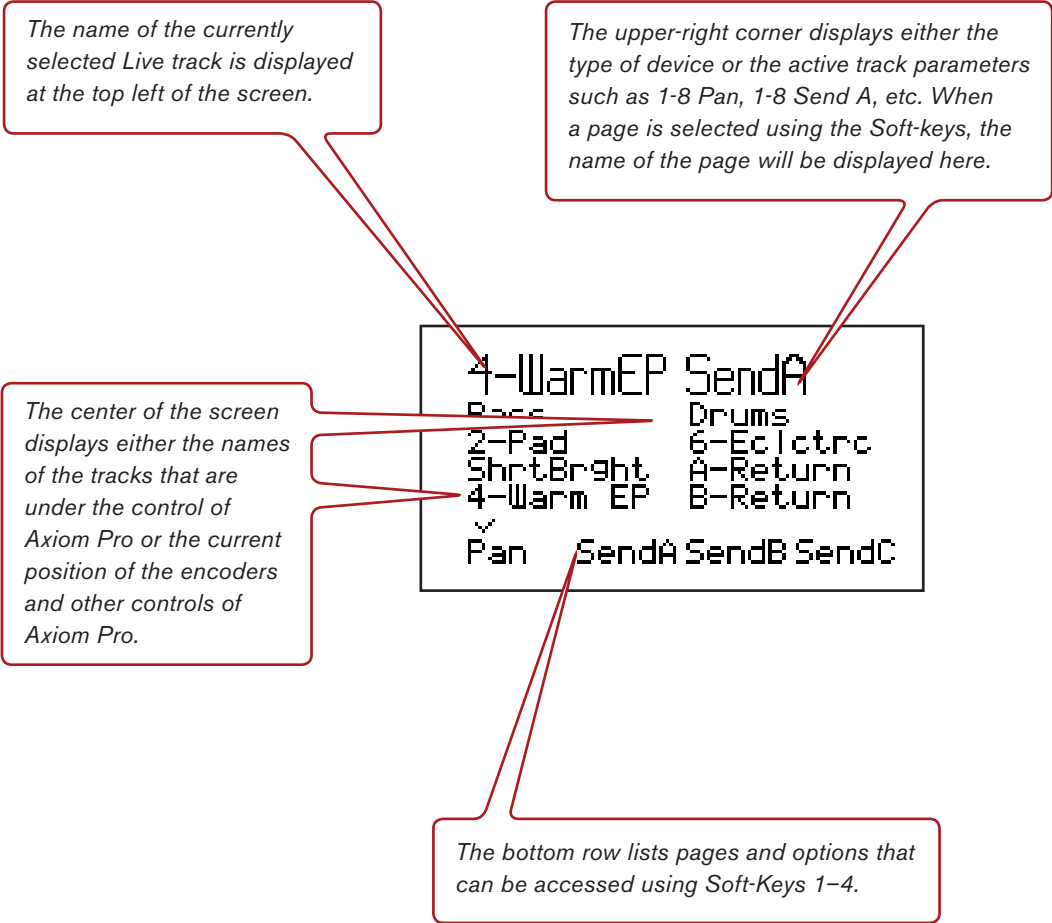 The name of the currently
selected Live track is displayed
at the top left of the screen.
The upper-right corner displays either the
type of device or the active track parameters
such as 1-8 Pan, 1-8 Send A, etc. When
a page is selected using the Soft-keys, the
name of the page will be displayed here.
4-WarmEP SendA
Drums
2-Pad 6-Eclctrc
ShrtBrght A-Return
4-Warm EP B-Return
Pan SendA SendB SendC
The center of the screen
displays either the names
of the tracks that are
under the control of
Axiom Pro or the current
position of the encoders
and other controls of
Axiom Pro.
The bottom row lists pages and options that
can be accessed using Soft-Keys 1–4.